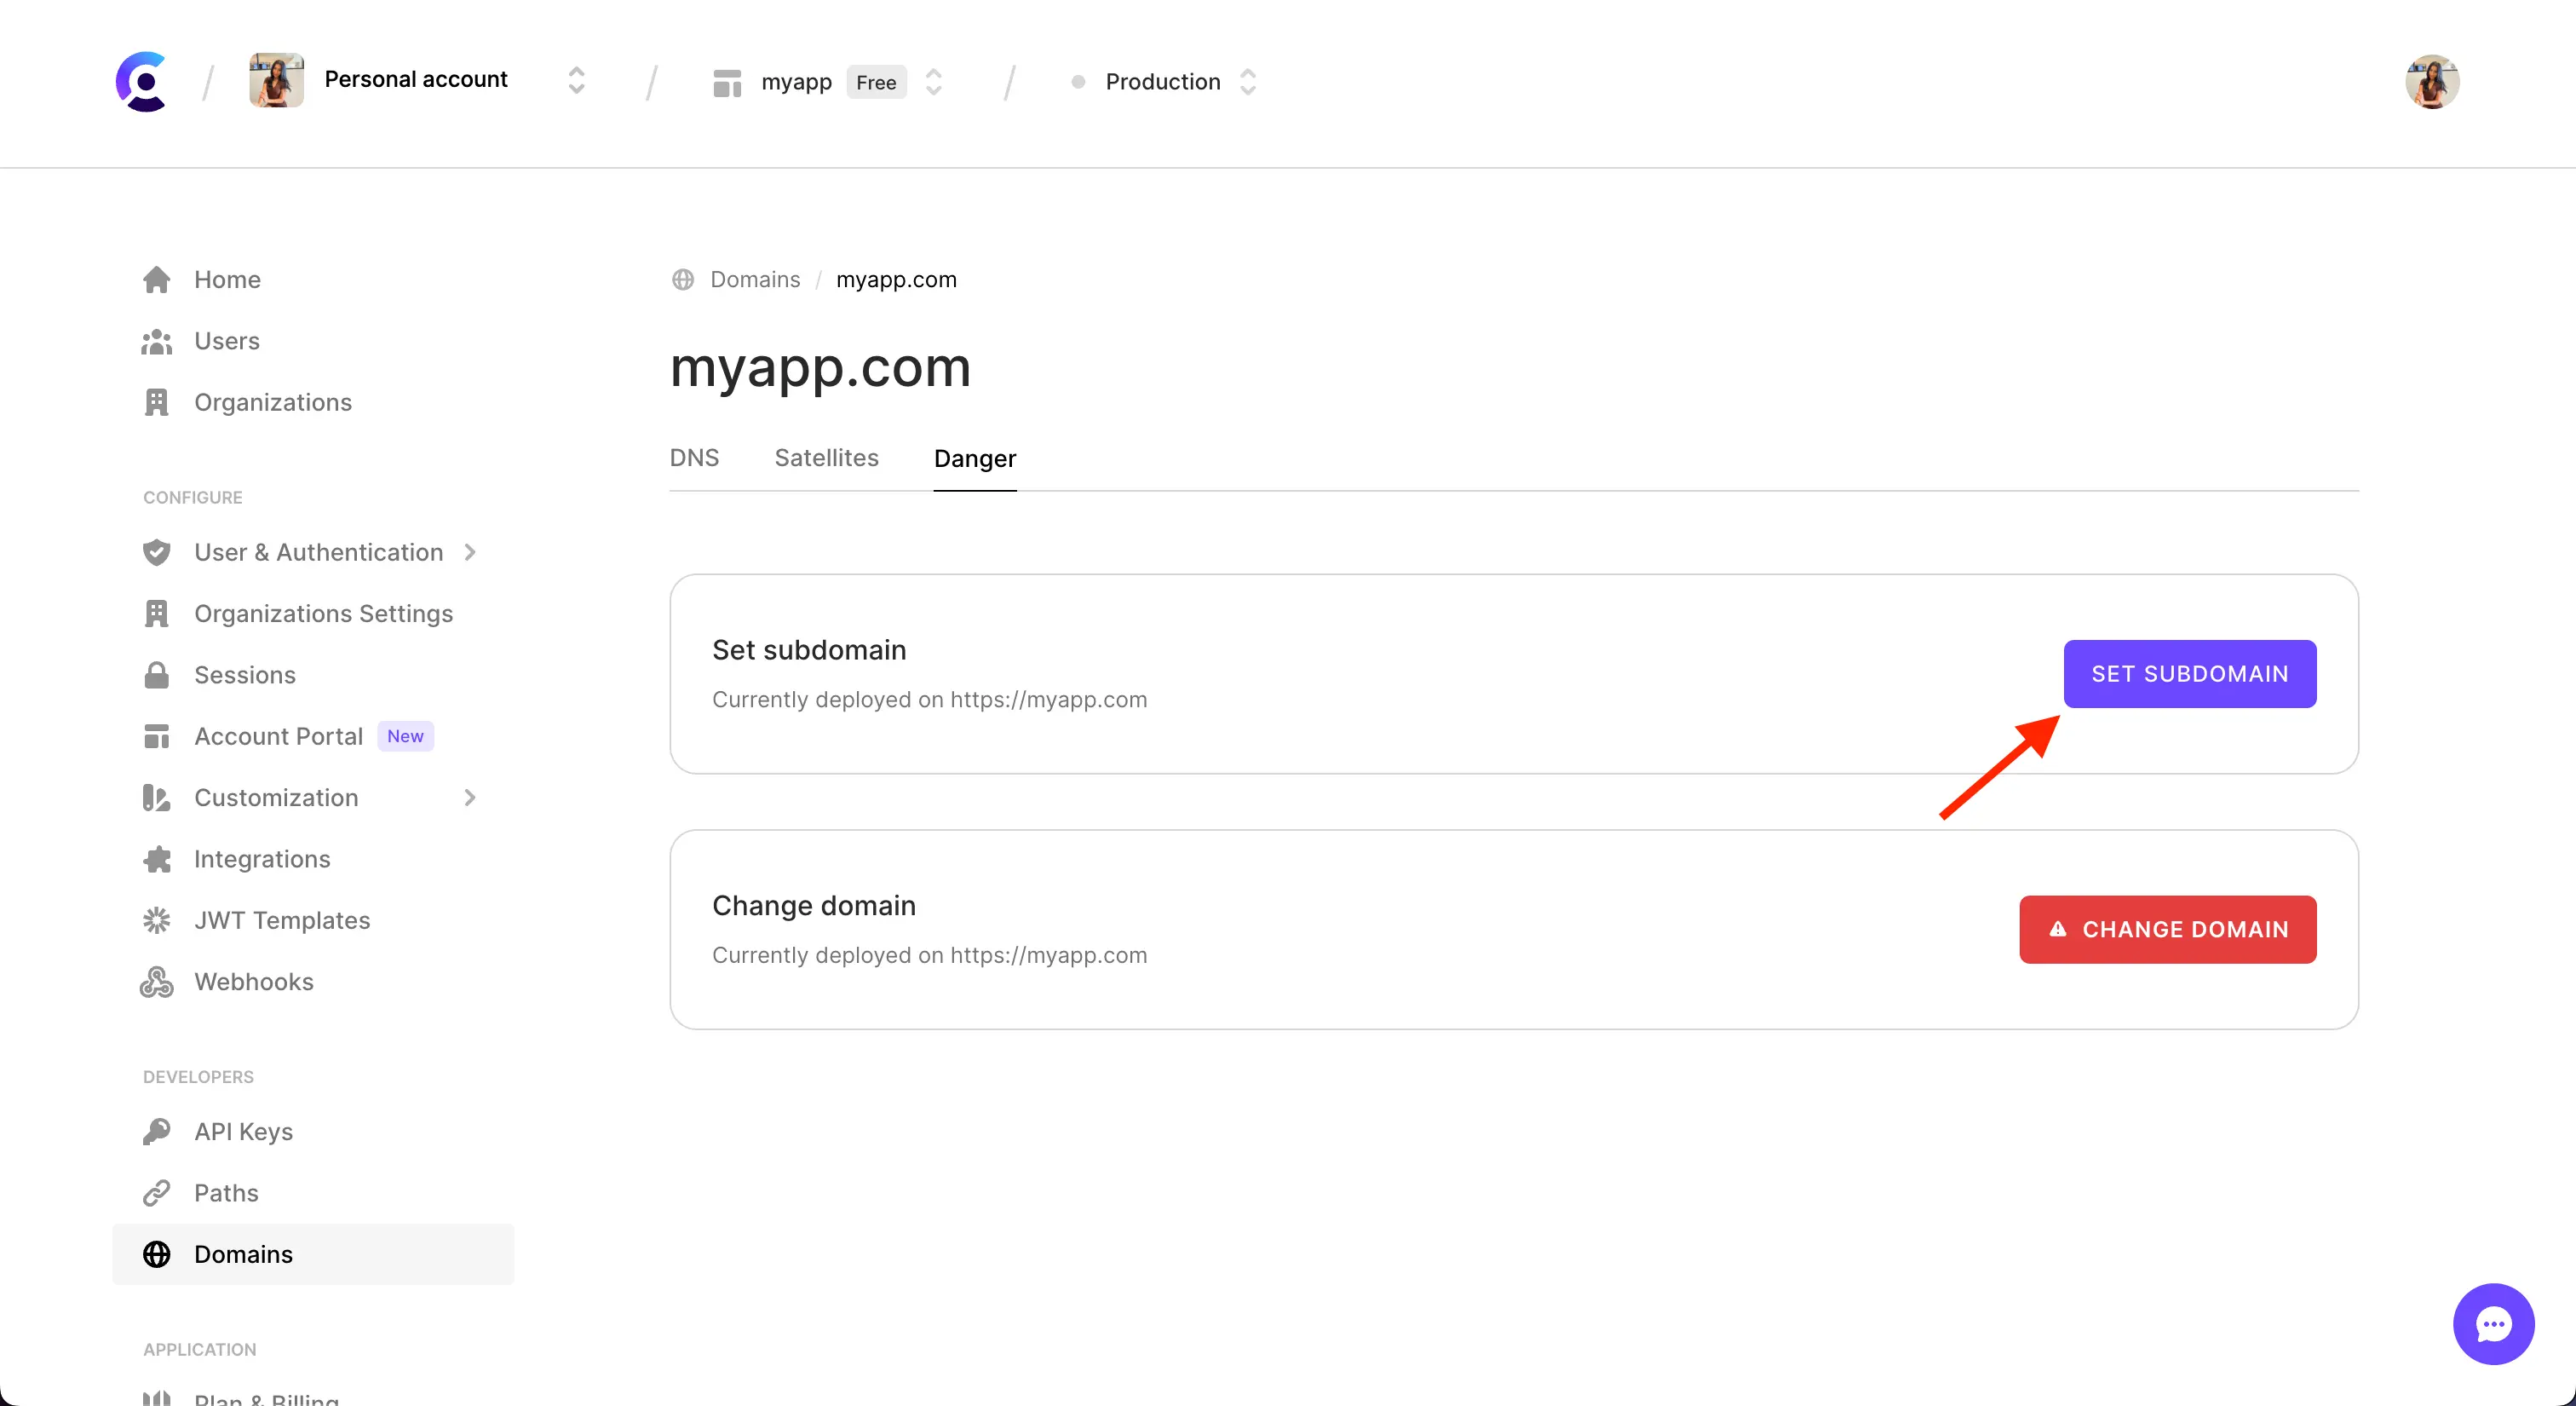 Personal account
myapp Free
Production
Home
Users
Organizations
CONFIGURE
User & Authentication
Organizations Settings
Sessions
Account Portal New
Customization
Integrations
JWT Templates
Webhooks
DEVELOPERS
API Keys
Paths
Domains
APPLICATION
Plan & Billing
Domains / myapp.com
myapp.com
DNS Satellites Danger
Set subdomain
Currently deployed on https://myapp.com
SET SUBDOMAIN
Change domain
Currently deployed on https://myapp.com
CHANGE DOMAIN